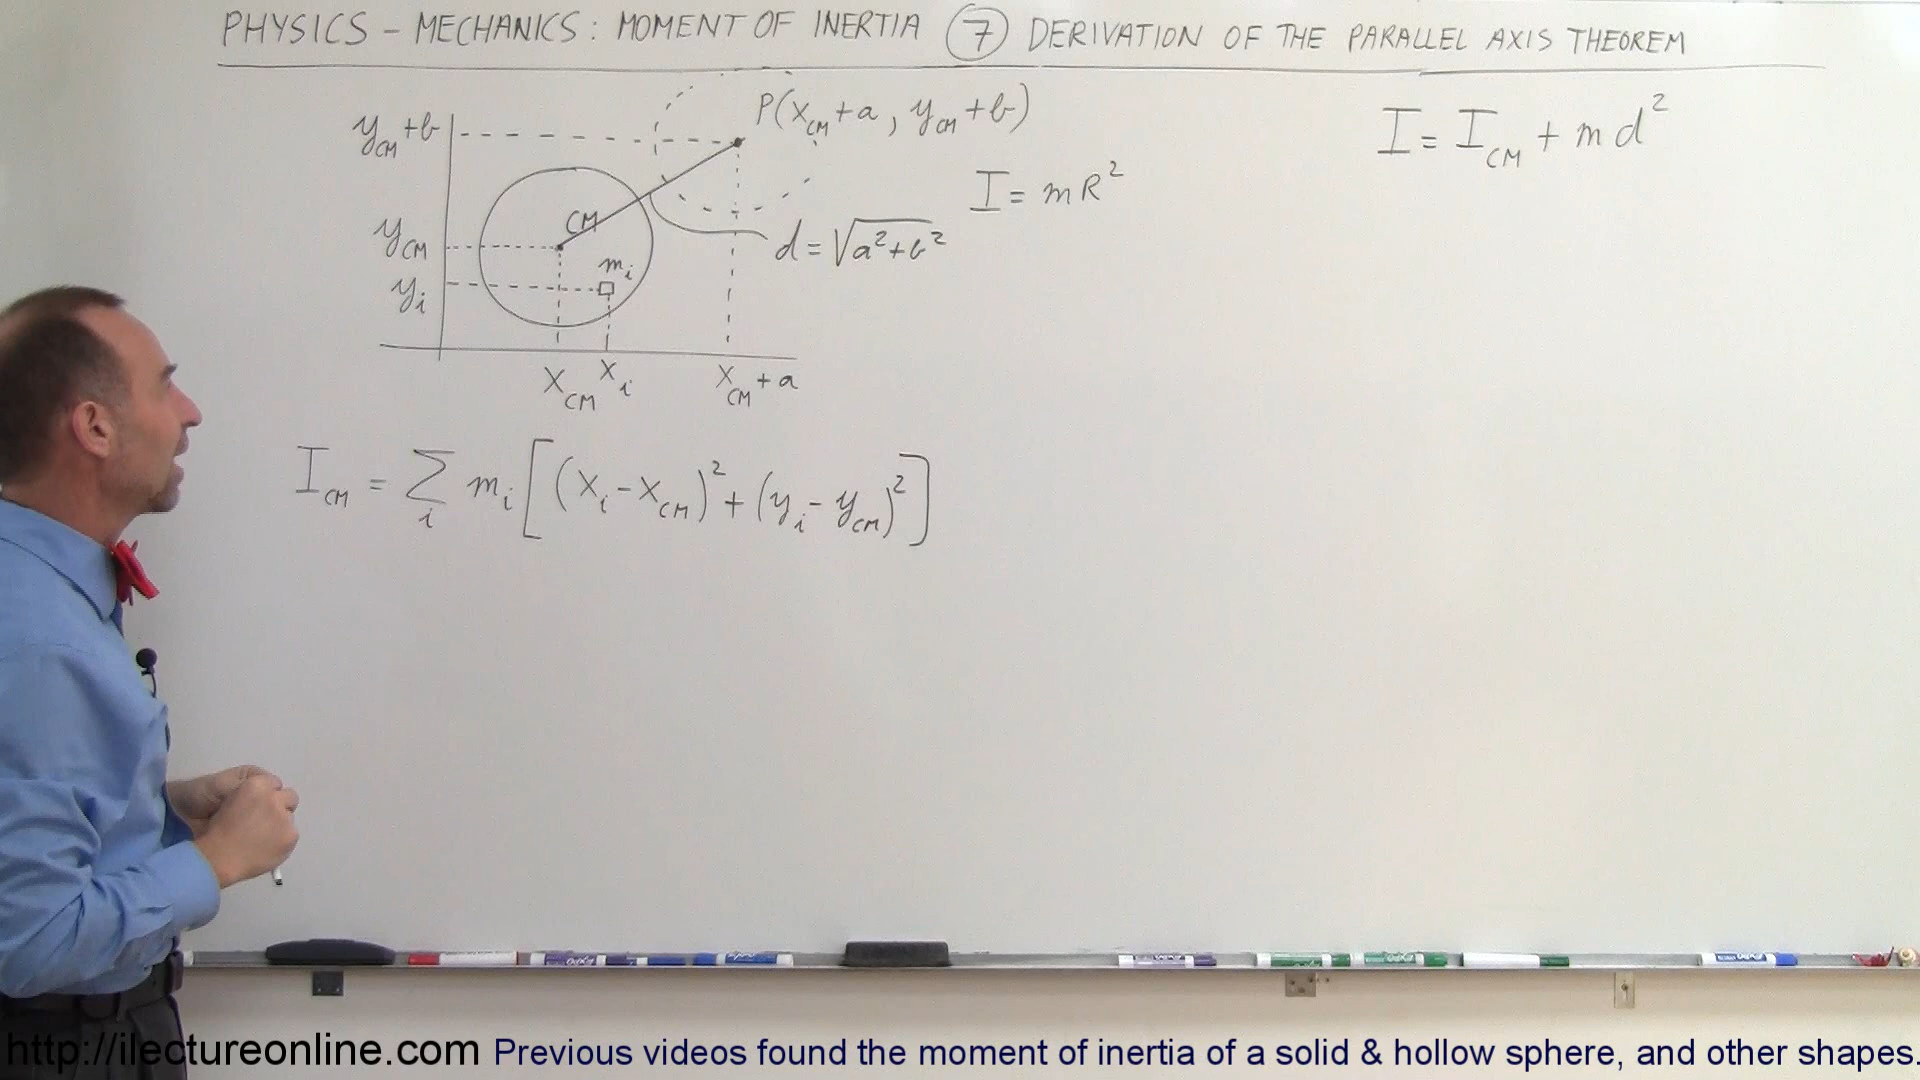 PHYSICS - MECHANICS: MOMENT OF INERTIA (7) DERIVATION OF THE PARALLEL AXIS THEOREM
y_CM + b
P(x_CM + a, y_CM + b)
I = I_CM + m d²
I = m R²
CM
y_CM
d = √(a² + b²)
m_i
y_i
x_CM
x_i
x_CM + a
I_CM = Σ_i m_i [(x_i - x_CM)² + (y_i - y_CM)²]
http://ilectureonline.com Previous videos found the moment of inertia of a solid & hollow sphere, and other shapes.